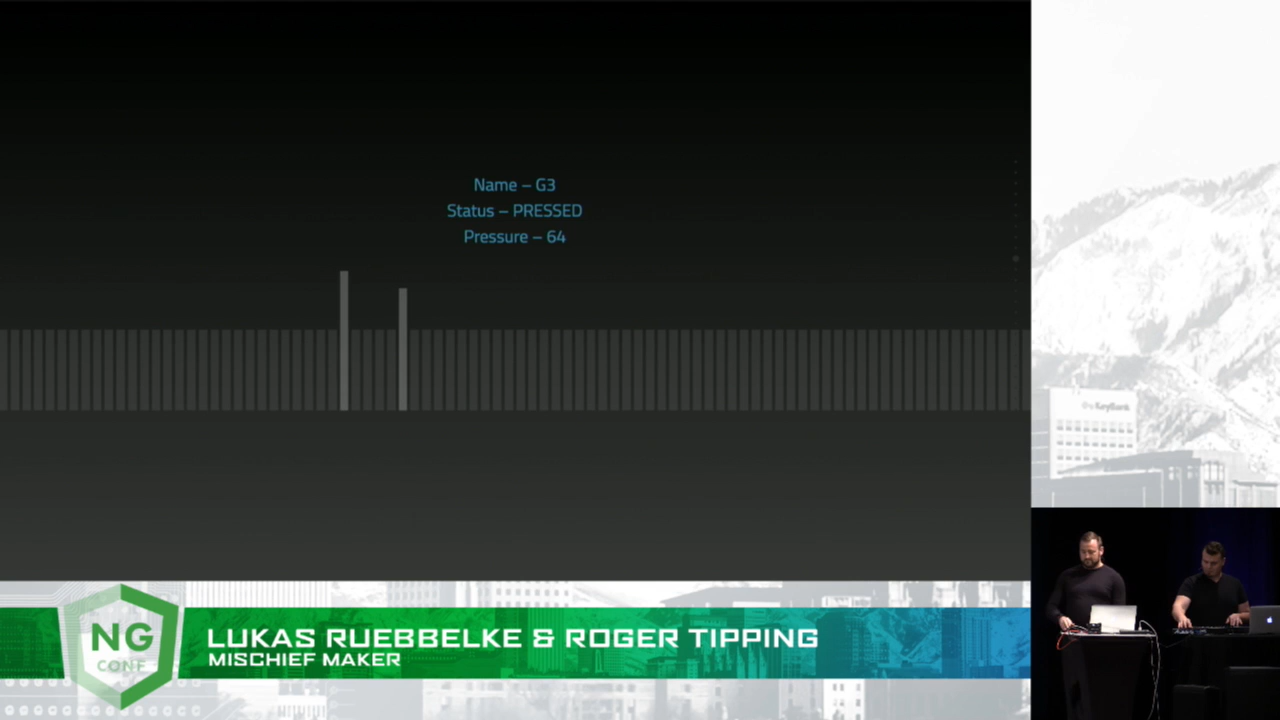 Name – G3
Status – PRESSED
Pressure – 64
KeyBank
NG
CONF
LUKAS RUEBBELKE & ROGER TIPPING
MISCHIEF MAKER